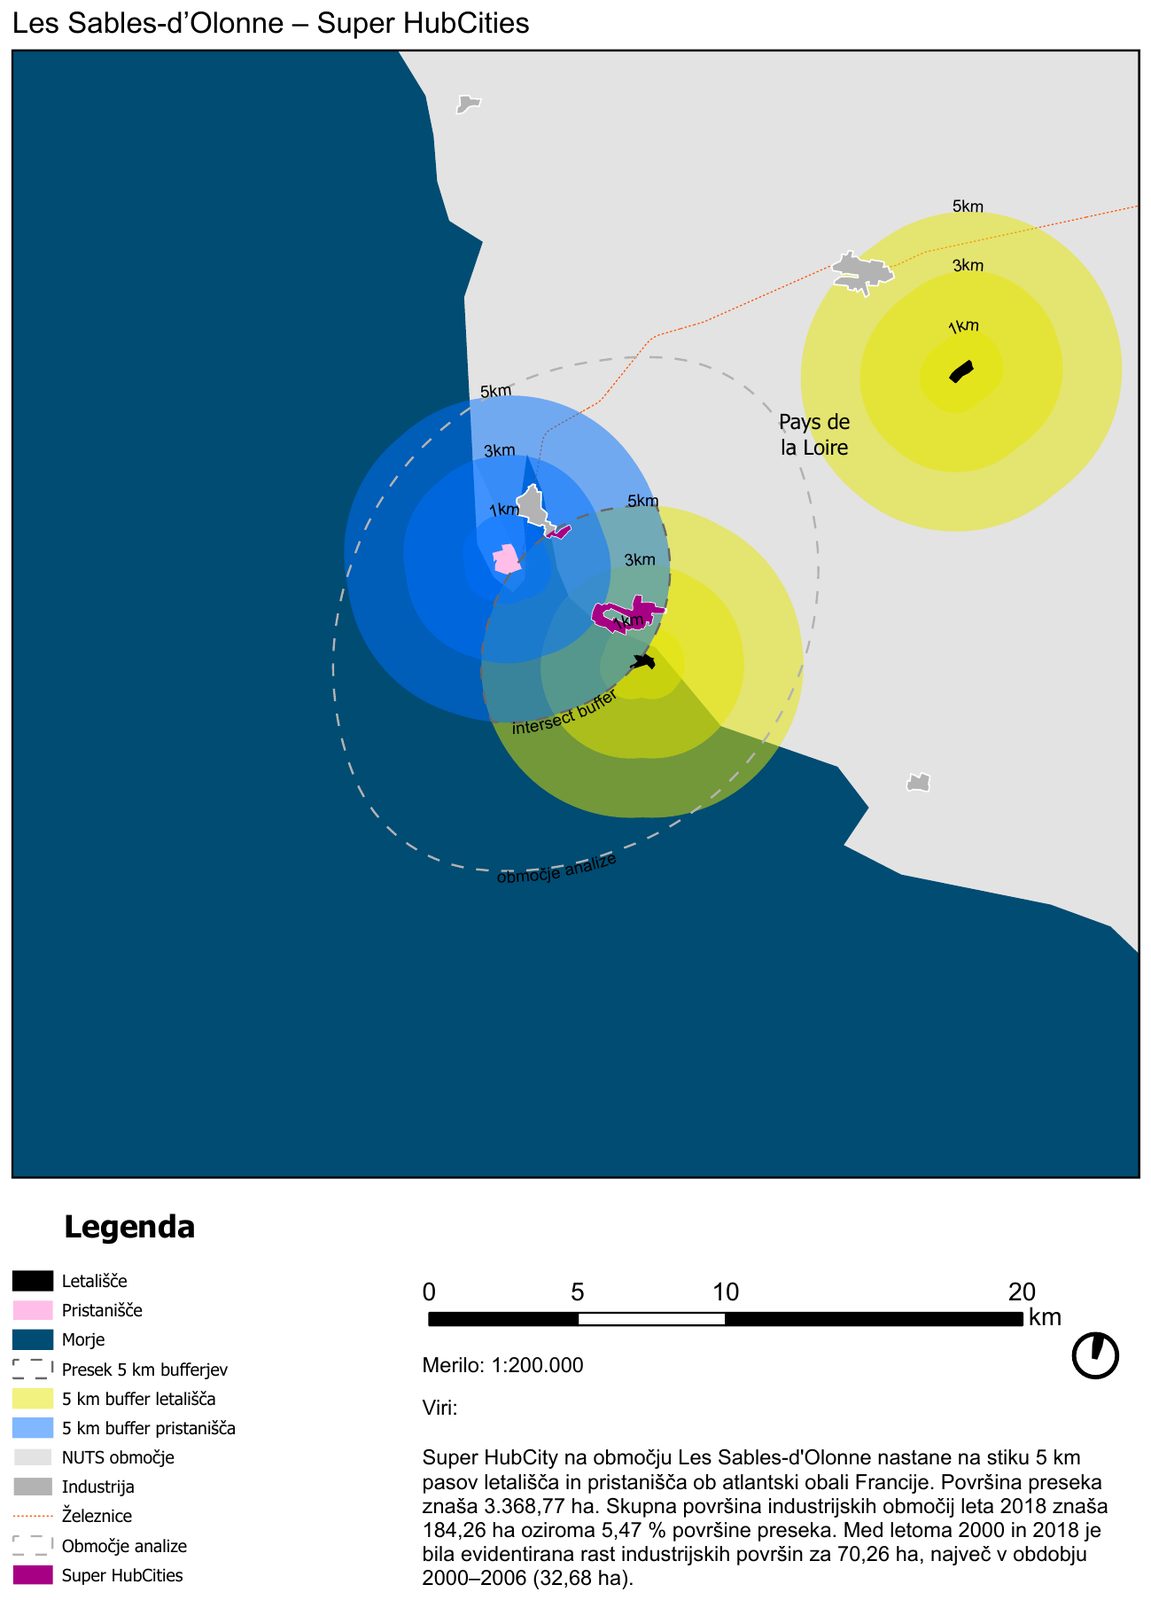 Les Sables-d’Olonne – Super HubCities
5km
3km
1km
Pays de
la Loire
5km
3km
1km
5km
3km
1km
intersect buffer
območje analize
Legenda
Letališče
Pristanišče
Morje
Presek 5 km bufferjev
5 km buffer letališča
5 km buffer pristanišča
NUTS območje
Industrija
Železnice
Območje analize
Super HubCities
0 5 10 20
km
Merilo: 1:200.000
Viri:
Super HubCity na območju Les Sables-d'Olonne nastane na stiku 5 km
pasov letališča in pristanišča ob atlantski obali Francije. Površina preseka
znaša 3.368,77 ha. Skupna površina industrijskih območij leta 2018 znaša
184,26 ha oziroma 5,47 % površine preseka. Med letoma 2000 in 2018 je
bila evidentirana rast industrijskih površin za 70,26 ha, največ v obdobju
2000–2006 (32,68 ha).